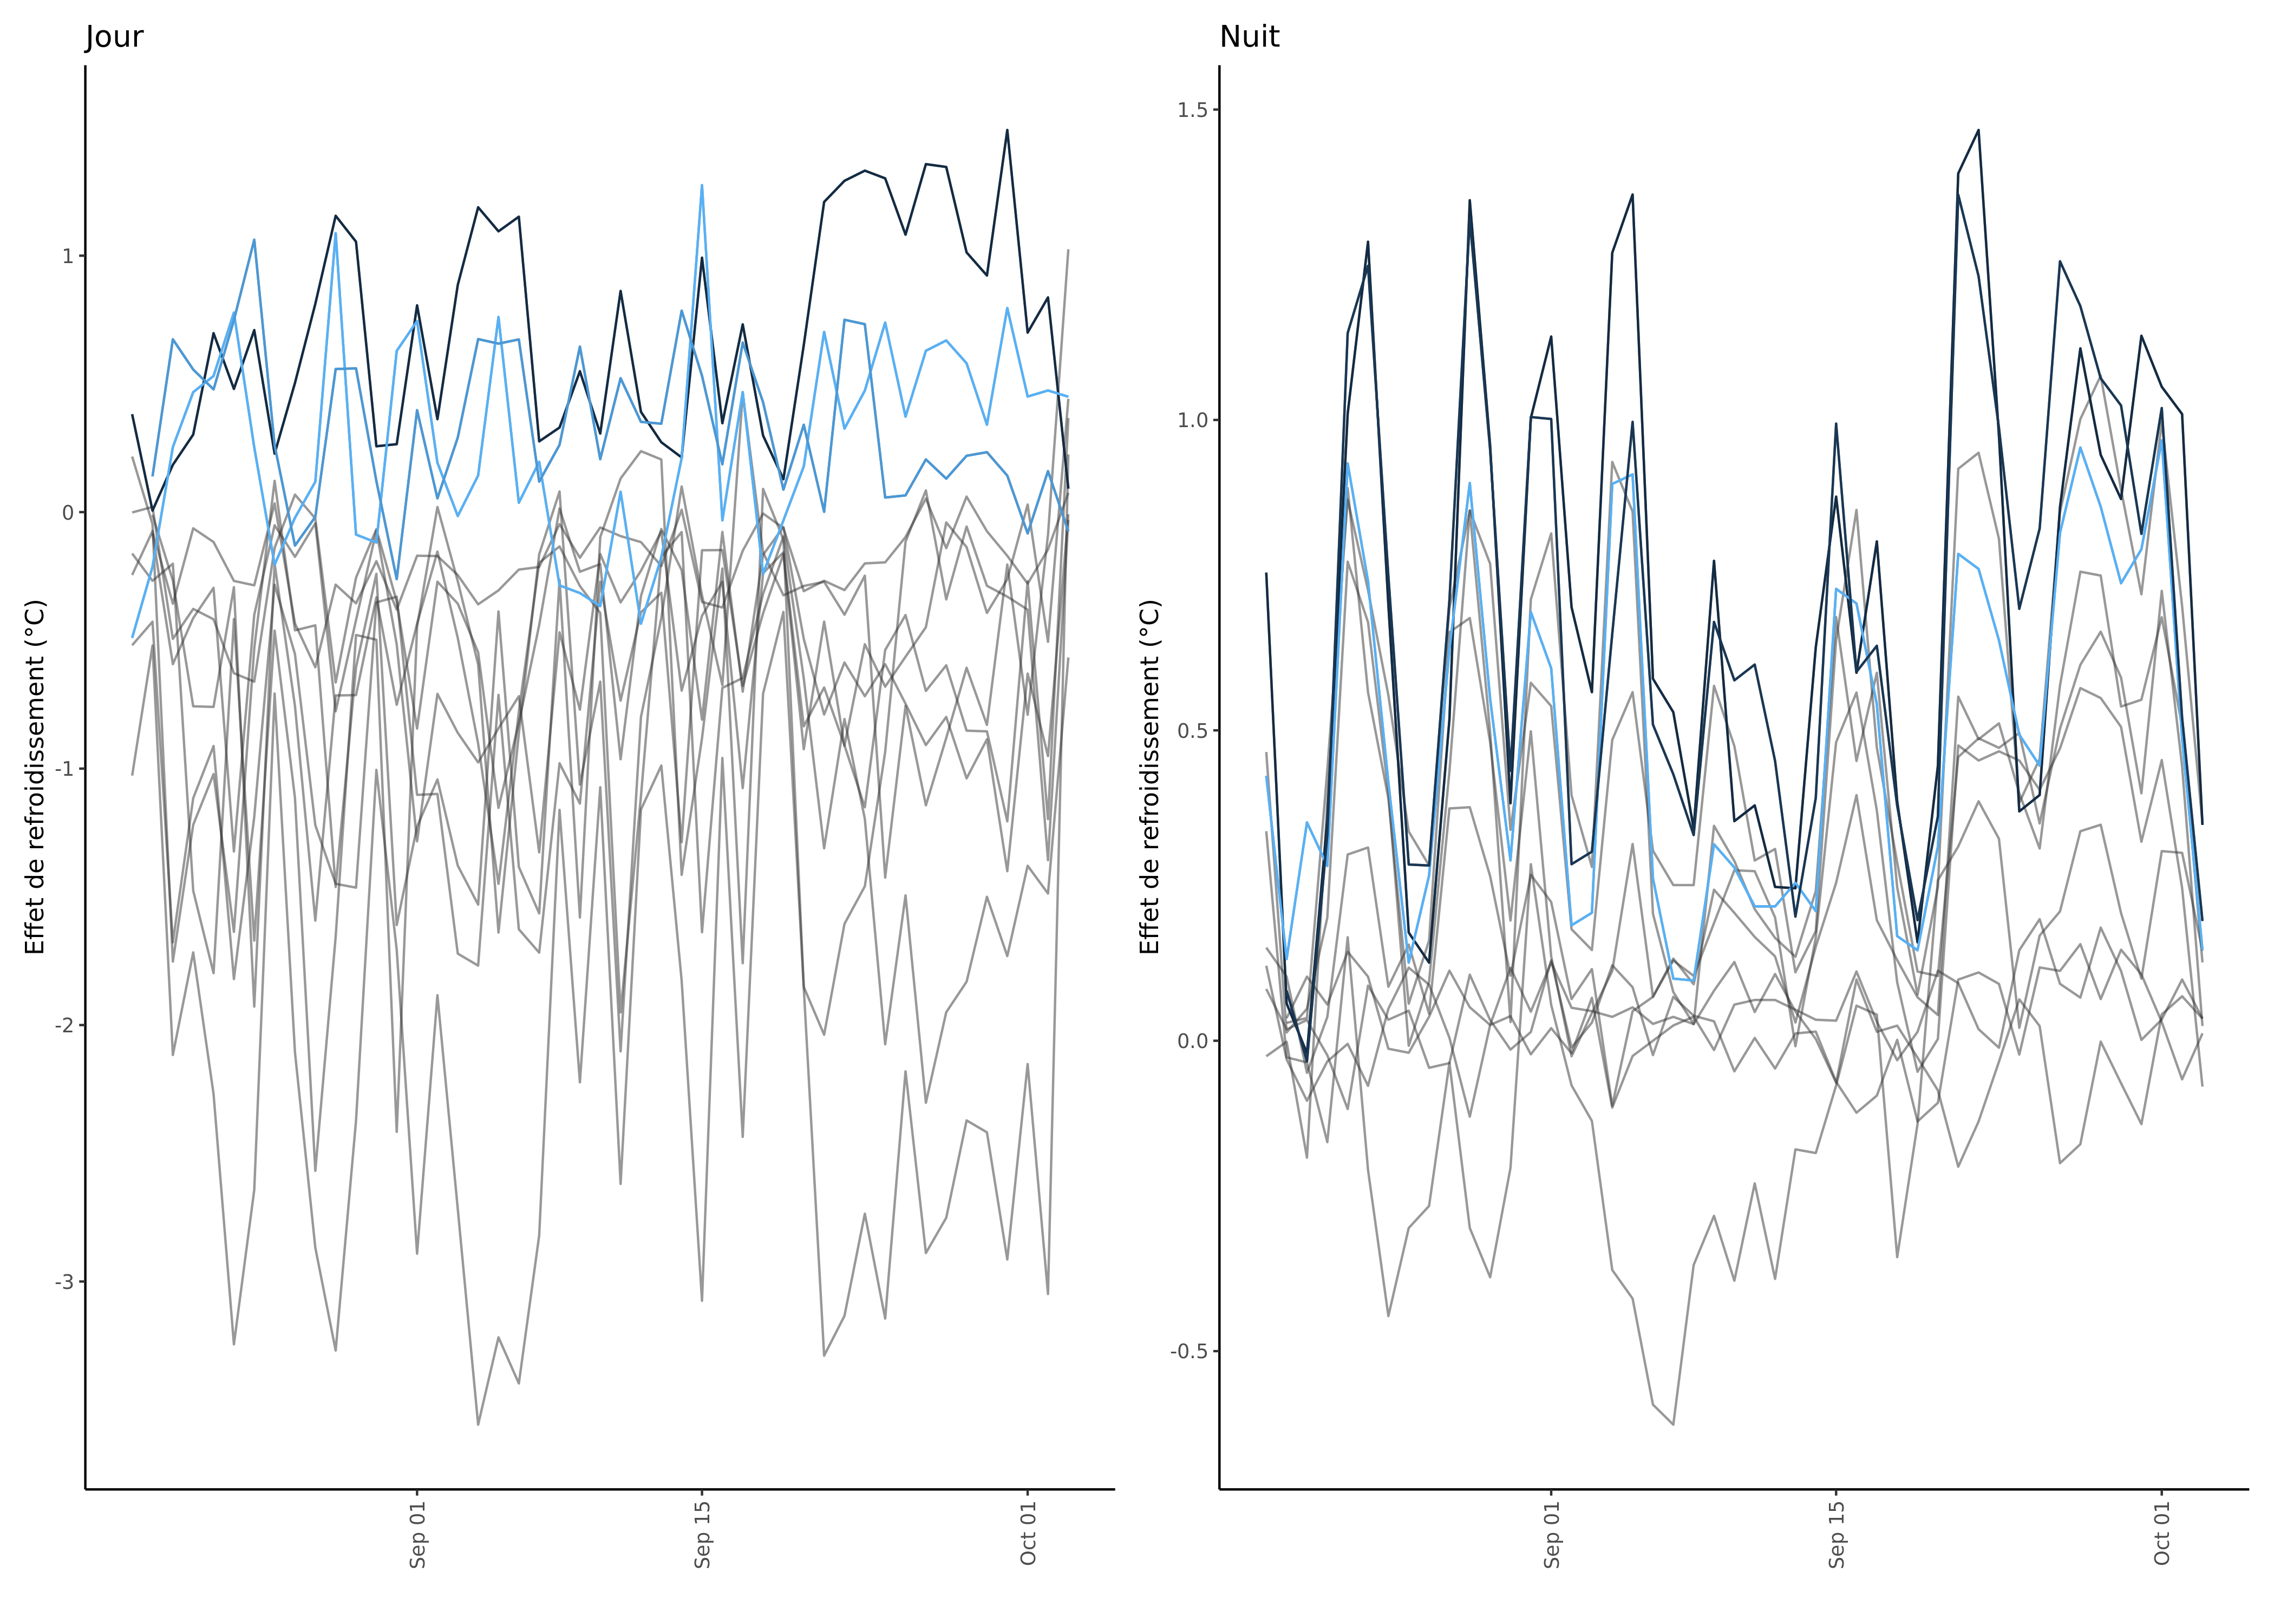 Jour
Effet de refroidissement (°C)
1
0
-1
-2
-3
Sep 01
Sep 15
Oct 01
Nuit
Effet de refroidissement (°C)
1.5
1.0
0.5
0.0
-0.5
Sep 01
Sep 15
Oct 01